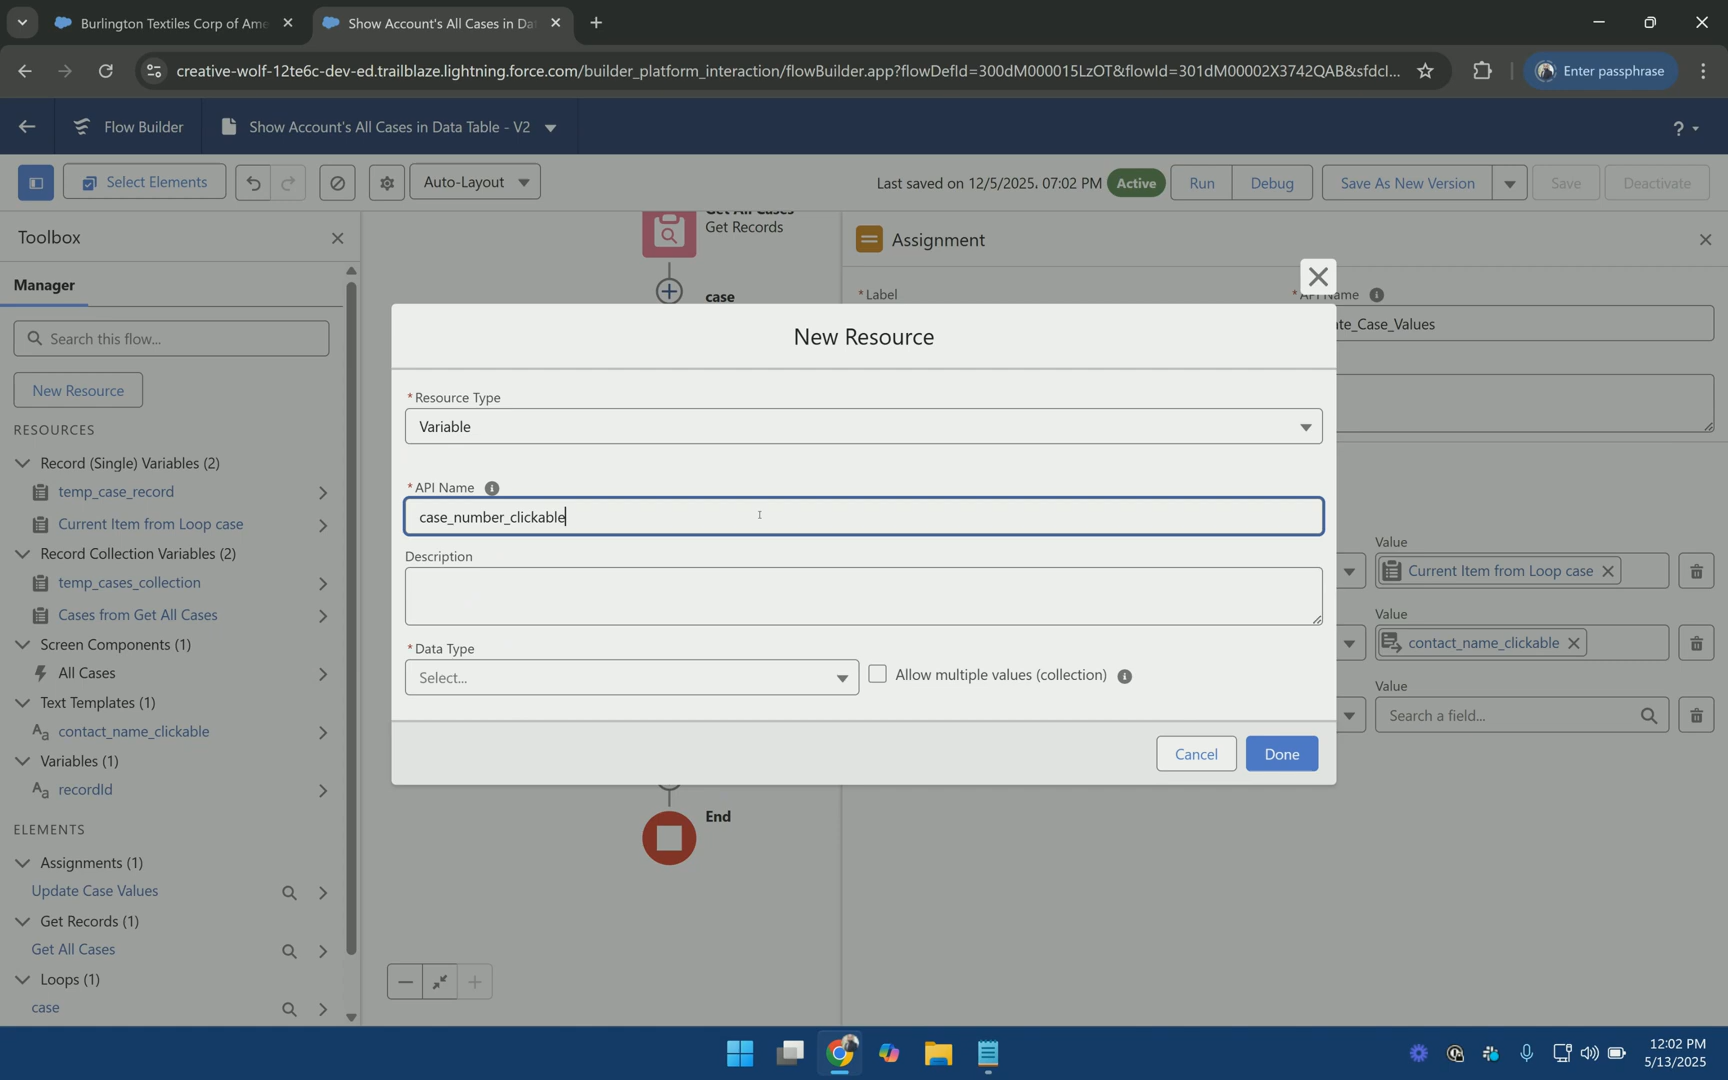 Burlington Textiles Corp of Ame
Show Account's All Cases in Da
creative-wolf-12te6c-dev-ed.trailblaze.lightning.force.com/builder_platform_interaction/flowBuilder.app?flowDefId=300dM000015LzOT&flowId=301dM00002X3742QAB&sfdcI...
Enter passphrase
Flow Builder
Show Account's All Cases in Data Table - V2
?
Select Elements
Auto-Layout
Last saved on 12/5/2025, 07:02 PM
Active
Run
Debug
Save As New Version
Save
Deactivate
Toolbox
Manager
Search this flow...
New Resource
RESOURCES
Record (Single) Variables (2)
temp_case_record
Current Item from Loop case
Record Collection Variables (2)
temp_cases_collection
Cases from Get All Cases
Screen Components (1)
All Cases
Text Templates (1)
contact_name_clickable
Variables (1)
recordId
ELEMENTS
Assignments (1)
Update Case Values
Get Records (1)
Get All Cases
Loops (1)
case
Get All Cases
Get Records
case
End
Assignment
*Label
*API Name
te_Case_Values
Value
Current Item from Loop case
Value
contact_name_clickable
Value
Search a field...
New Resource
*Resource Type
Variable
*API Name
case_number_clickable
Description
*Data Type
Select...
Allow multiple values (collection)
Cancel
Done
12:02 PM
5/13/2025